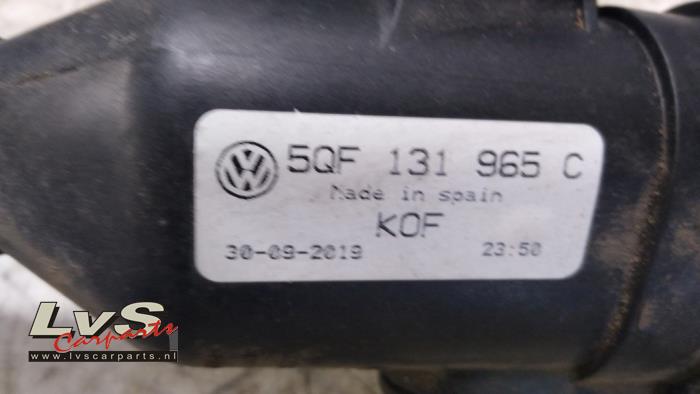 5QF 131 965 C
Made in spain
KOF
30-09-2019 23:50
LvS
Carparts
www.lvscarparts.nl